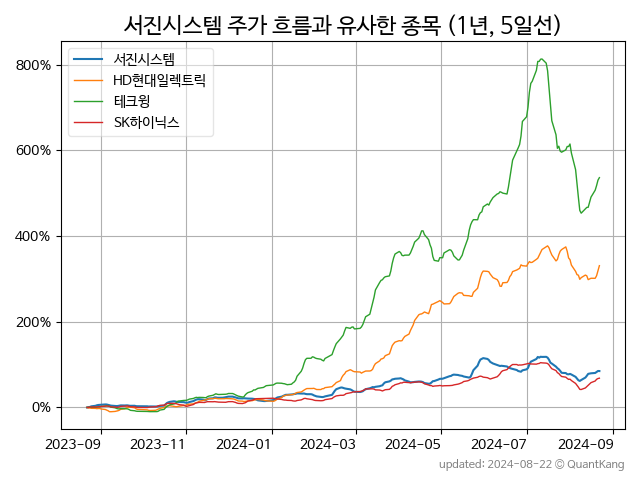 서진시스템 주가 흐름과 유사한 종목 (1년, 5일선)
서진시스템
HD현대일렉트릭
테크윙
SK하이닉스
800%
600%
400%
200%
0%
2023-09 2023-11 2024-01 2024-03 2024-05 2024-07 2024-09
updated: 2024-08-22 © QuantKang